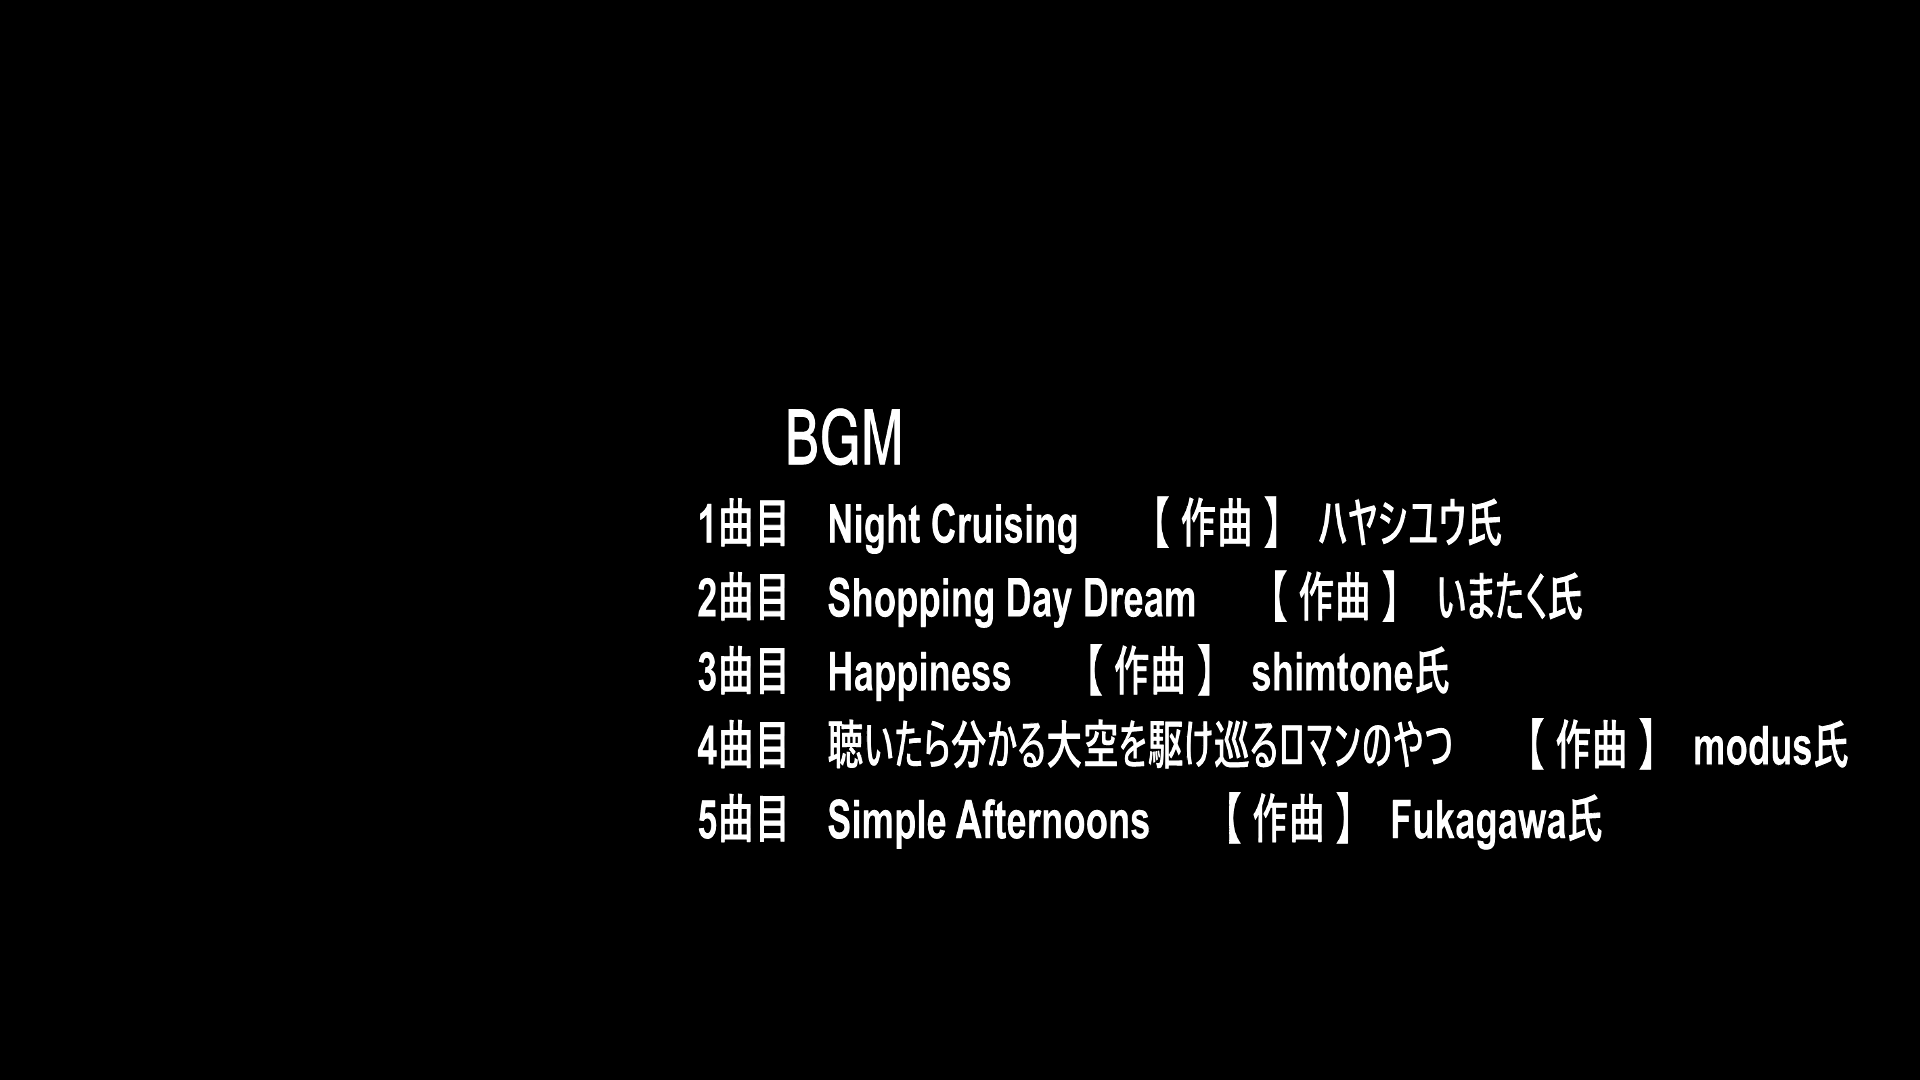 BGM
1曲目 Night Cruising 【 作曲 】 ハヤシユウ氏
2曲目 Shopping Day Dream 【 作曲 】 いまたく氏
3曲目 Happiness 【 作曲 】 shimtone氏
4曲目 聴いたら分かる大空を駆け巡るロマンのやつ 【 作曲 】 modus氏
5曲目 Simple Afternoons 【 作曲 】 Fukagawa氏